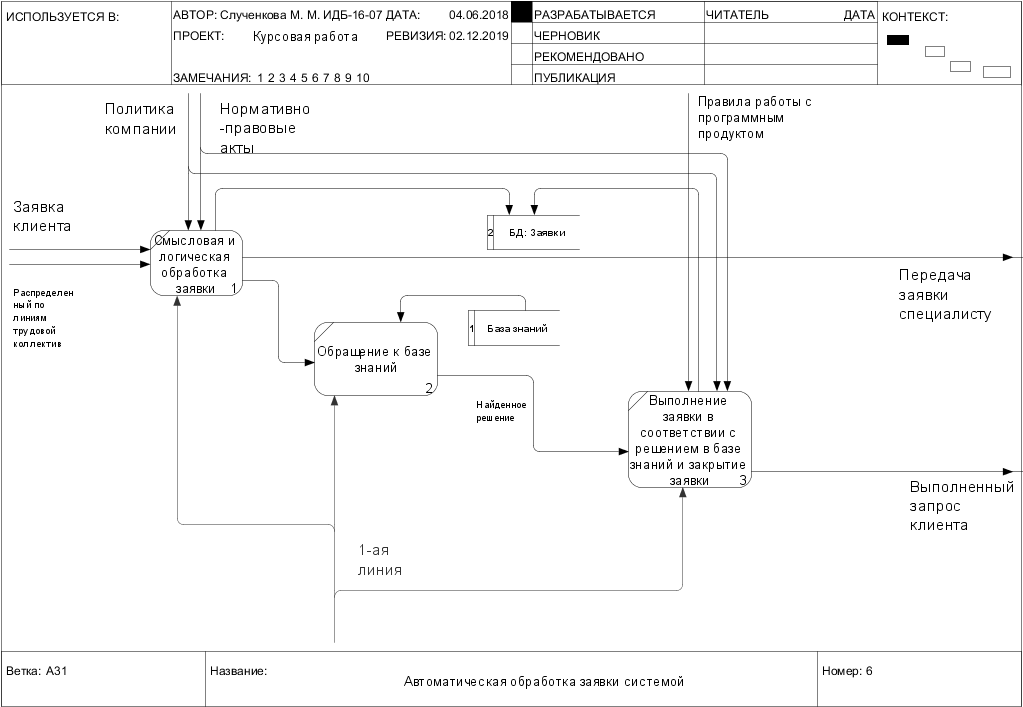 ИСПОЛЬЗУЕТСЯ В:
АВТОР: Слученкова М. М. ИДБ-16-07 ДАТА: 04.06.2018
РАЗРАБАТЫВАЕТСЯ
ЧИТАТЕЛЬ ДАТА
КОНТЕКСТ:
ПРОЕКТ: Курсовая работа РЕВИЗИЯ: 02.12.2019
ЧЕРНОВИК
РЕКОМЕНДОВАНО
ЗАМЕЧАНИЯ: 1 2 3 4 5 6 7 8 9 10
ПУБЛИКАЦИЯ
Политика
компании
Нормативно
-правовые
акты
Правила работы с
программным
продуктом
Заявка
клиента
2 БД: Заявки
Смысловая и
логическая
обработка
заявки 1
Передача
заявки
специалисту
Распределен
ный по
линиям
трудовой
коллектив
1 База знаний
Обращение к базе
знаний
2
Найденное
решение
Выполнение
заявки в
соответствии с
решением в базе
знаний и закрытие
заявки 3
Выполненный
запрос
клиента
1-ая
линия
Ветка: A31
Название:
Автоматическая обработка заявки системой
Номер: 6